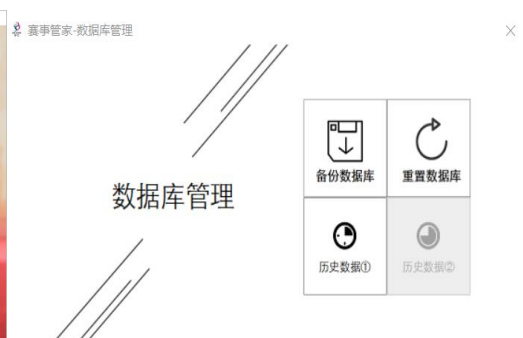 赛事管家-数据库管理
数据库管理
备份数据库
重置数据库
历史数据①
历史数据②